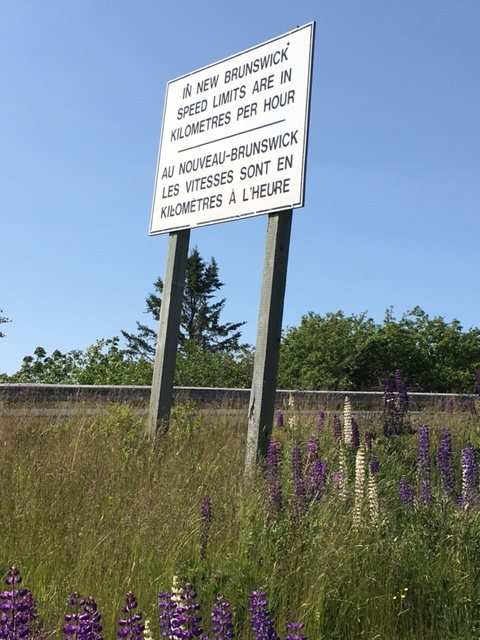 IN NEW BRUNSWICK
SPEED LIMITS ARE IN
KILOMETRES PER HOUR
AU NOUVEAU-BRUNSWICK
LES VITESSES SONT EN
KILOMÈTRES À L'HEURE